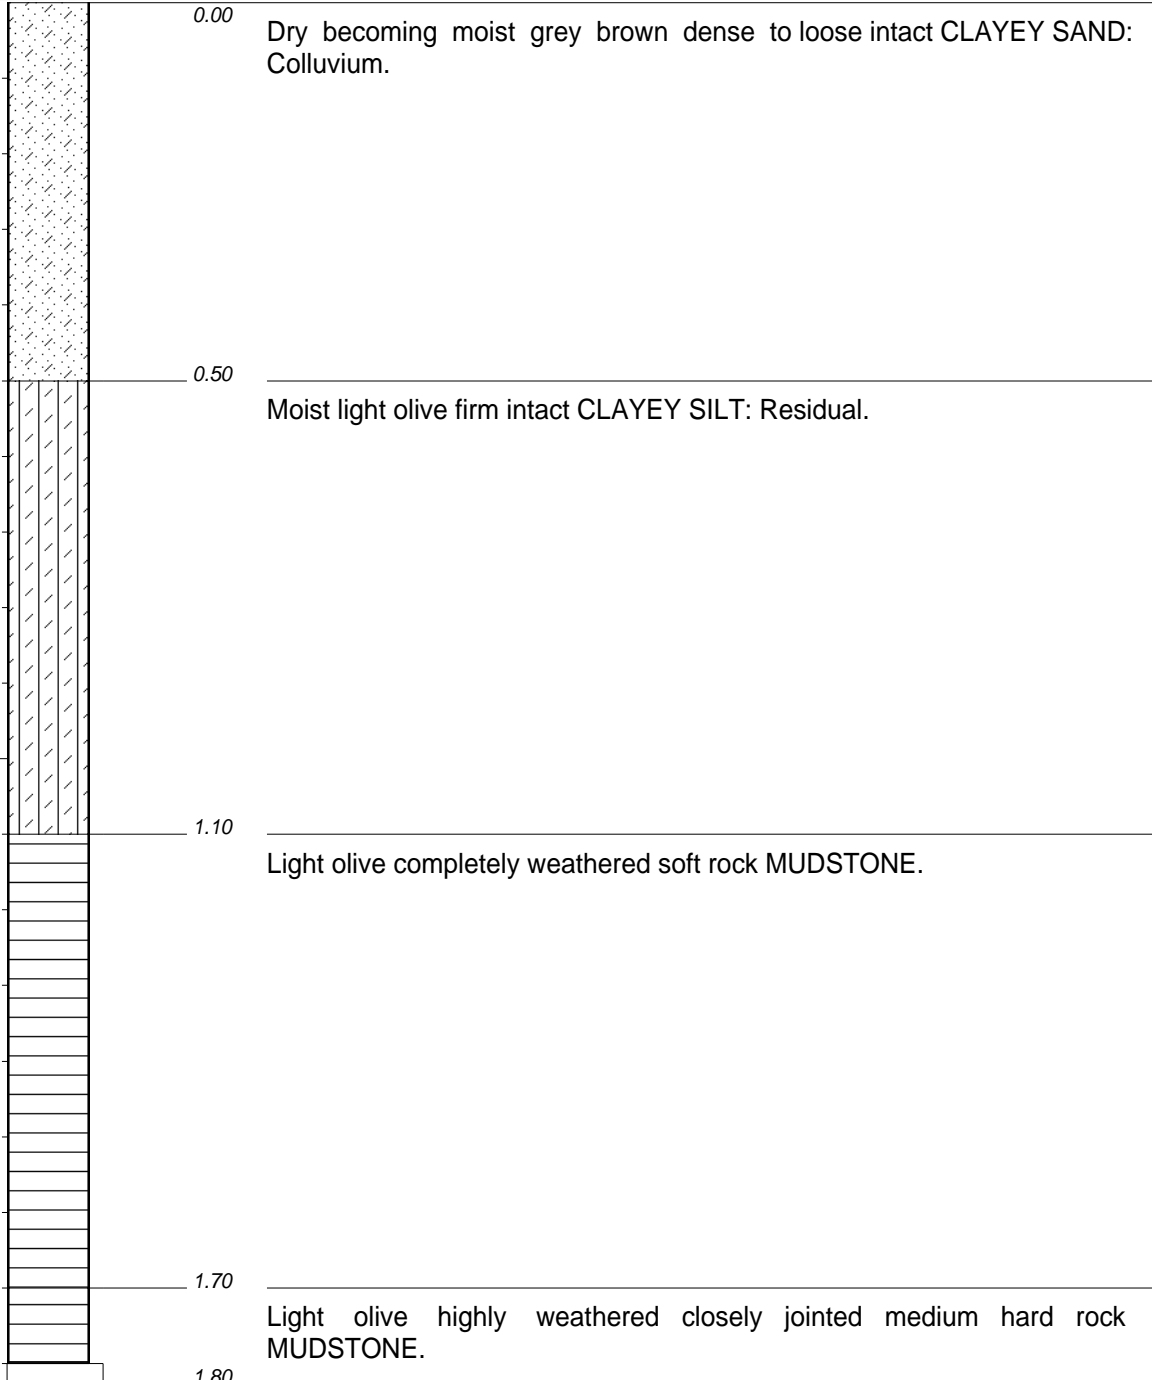 0.00
Dry becoming moist grey brown dense to loose intact CLAYEY SAND:
Colluvium.
0.50
Moist light olive firm intact CLAYEY SILT: Residual.
1.10
Light olive completely weathered soft rock MUDSTONE.
1.70
Light olive highly weathered closely jointed medium hard rock
MUDSTONE.
1.80